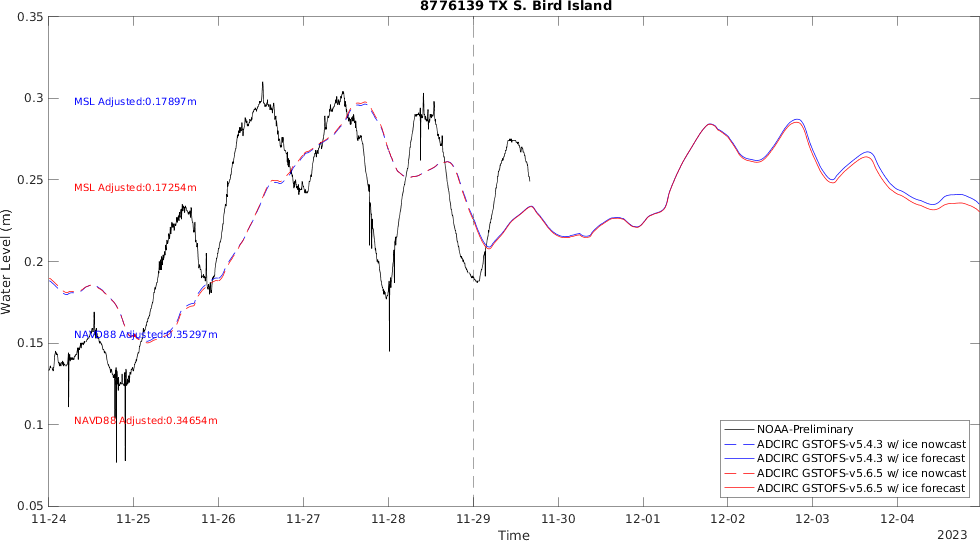 8776139 TX S. Bird Island
Water Level (m)
0.35
0.3
0.25
0.2
0.15
0.1
0.05
MSL Adjusted:0.17897m
MSL Adjusted:0.17254m
NAVD88 Adjusted:0.35297m
NAVD88 Adjusted:0.34654m
NOAA-Preliminary
ADCIRC GSTOFS-v5.4.3 w/ ice nowcast
ADCIRC GSTOFS-v5.4.3 w/ ice forecast
ADCIRC GSTOFS-v5.6.5 w/ ice nowcast
ADCIRC GSTOFS-v5.6.5 w/ ice forecast
11-24 11-25 11-26 11-27 11-28 11-29 11-30 12-01 12-02 12-03 12-04
Time
2023